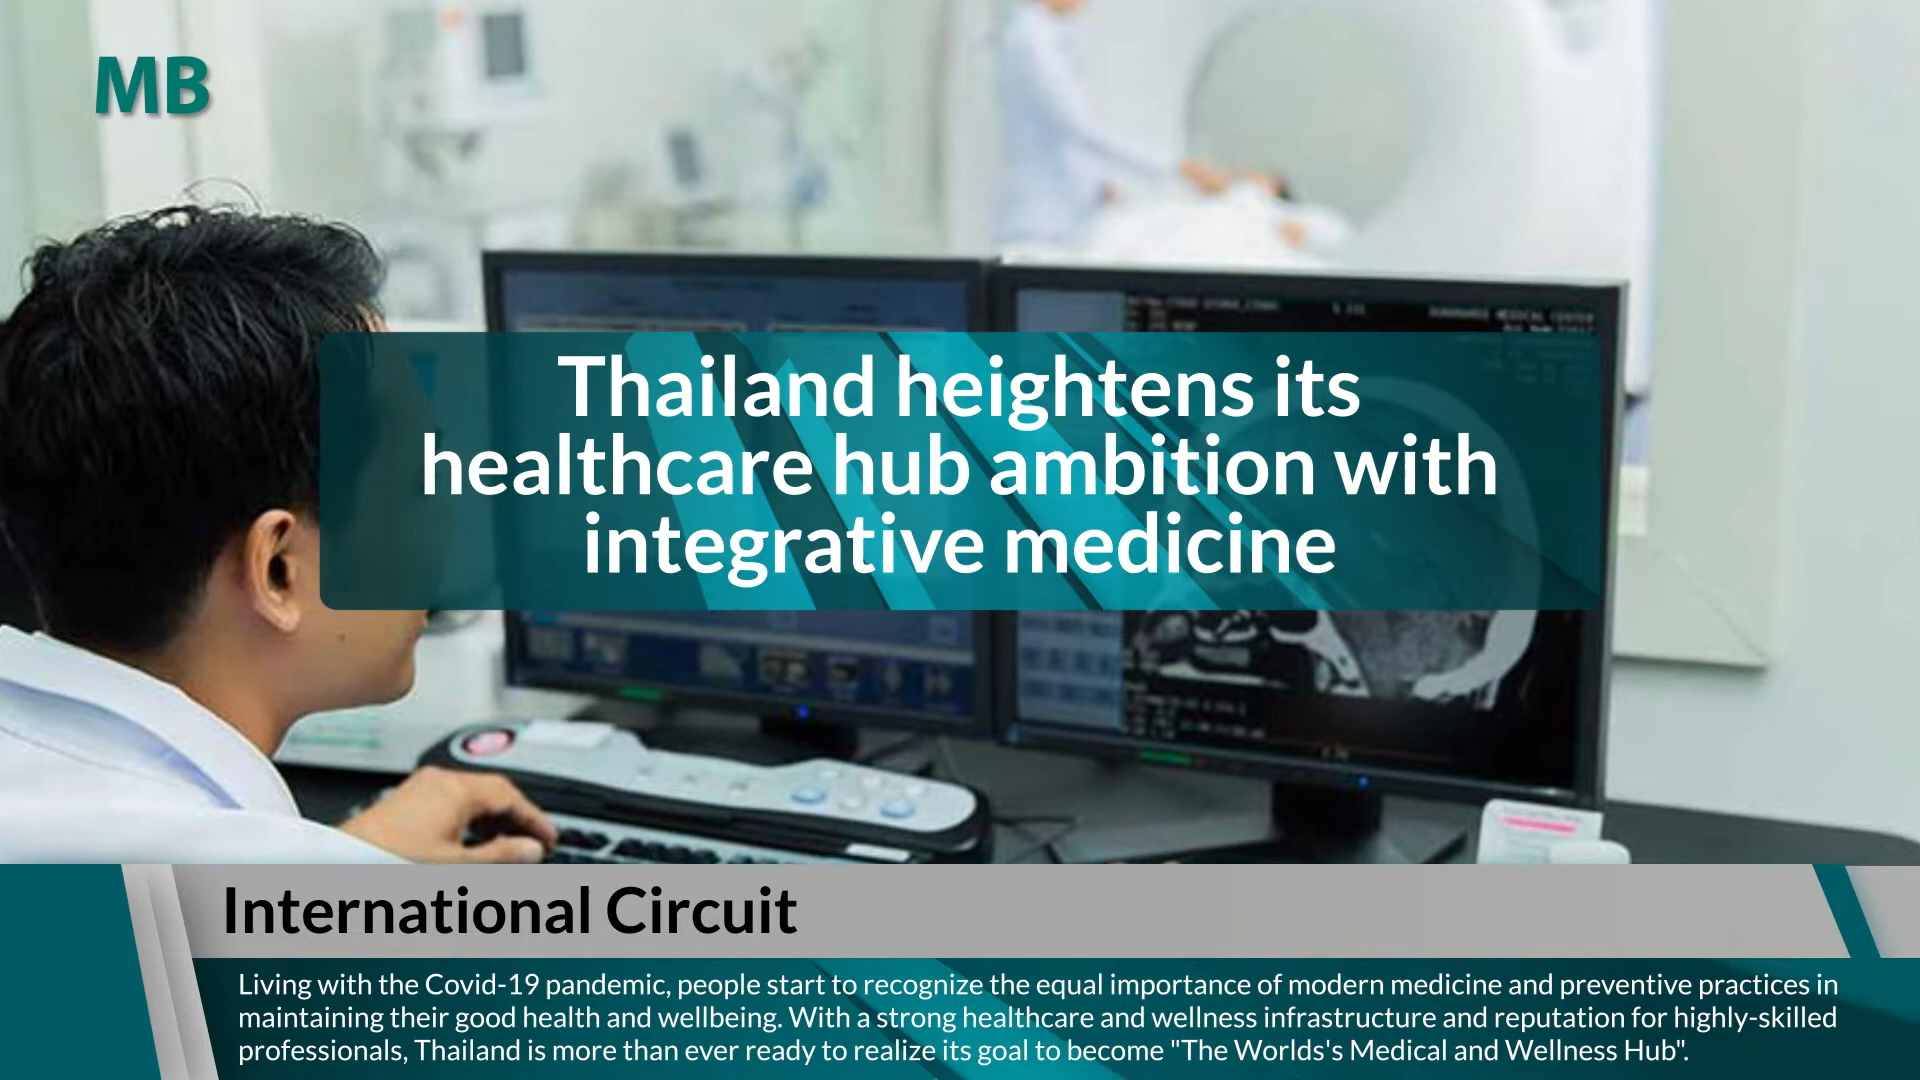 MB
Thailand heightens its
healthcare hub ambition with
integrative medicine
International Circuit
Living with the Covid-19 pandemic, people start to recognize the equal importance of modern medicine and preventive practices in
maintaining their good health and wellbeing. With a strong healthcare and wellness infrastructure and reputation for highly-skilled
professionals, Thailand is more than ever ready to realize its goal to become "The Worlds's Medical and Wellness Hub".